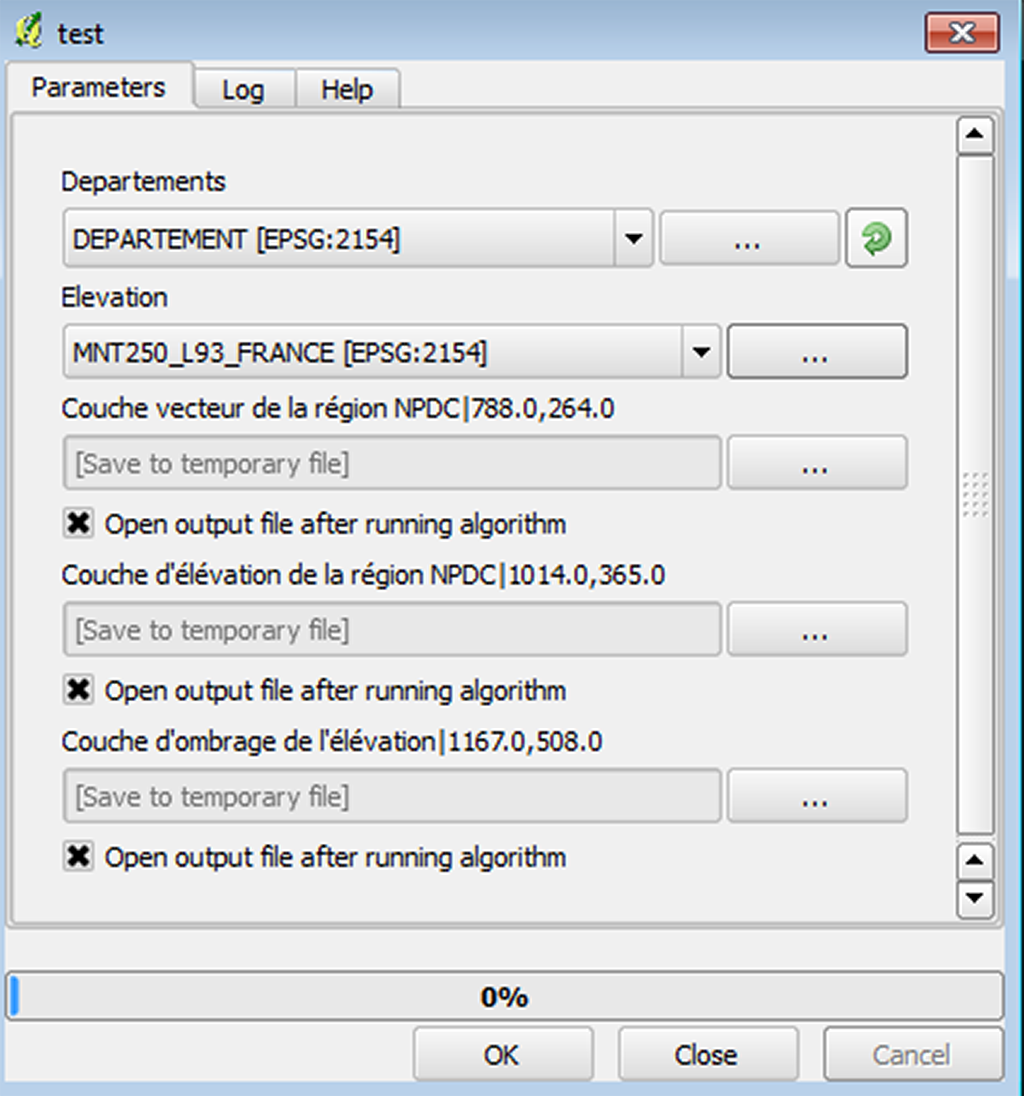 test
Parameters Log Help
Departements
DEPARTEMENT [EPSG:2154] ...
Elevation
MNT250_L93_FRANCE [EPSG:2154] ...
Couche vecteur de la région NPDC|788.0,264.0
[Save to temporary file] ...
Open output file after running algorithm
Couche d'élévation de la région NPDC|1014.0,365.0
[Save to temporary file] ...
Open output file after running algorithm
Couche d'ombrage de l'élévation|1167.0,508.0
[Save to temporary file] ...
Open output file after running algorithm
0%
OK Close Cancel